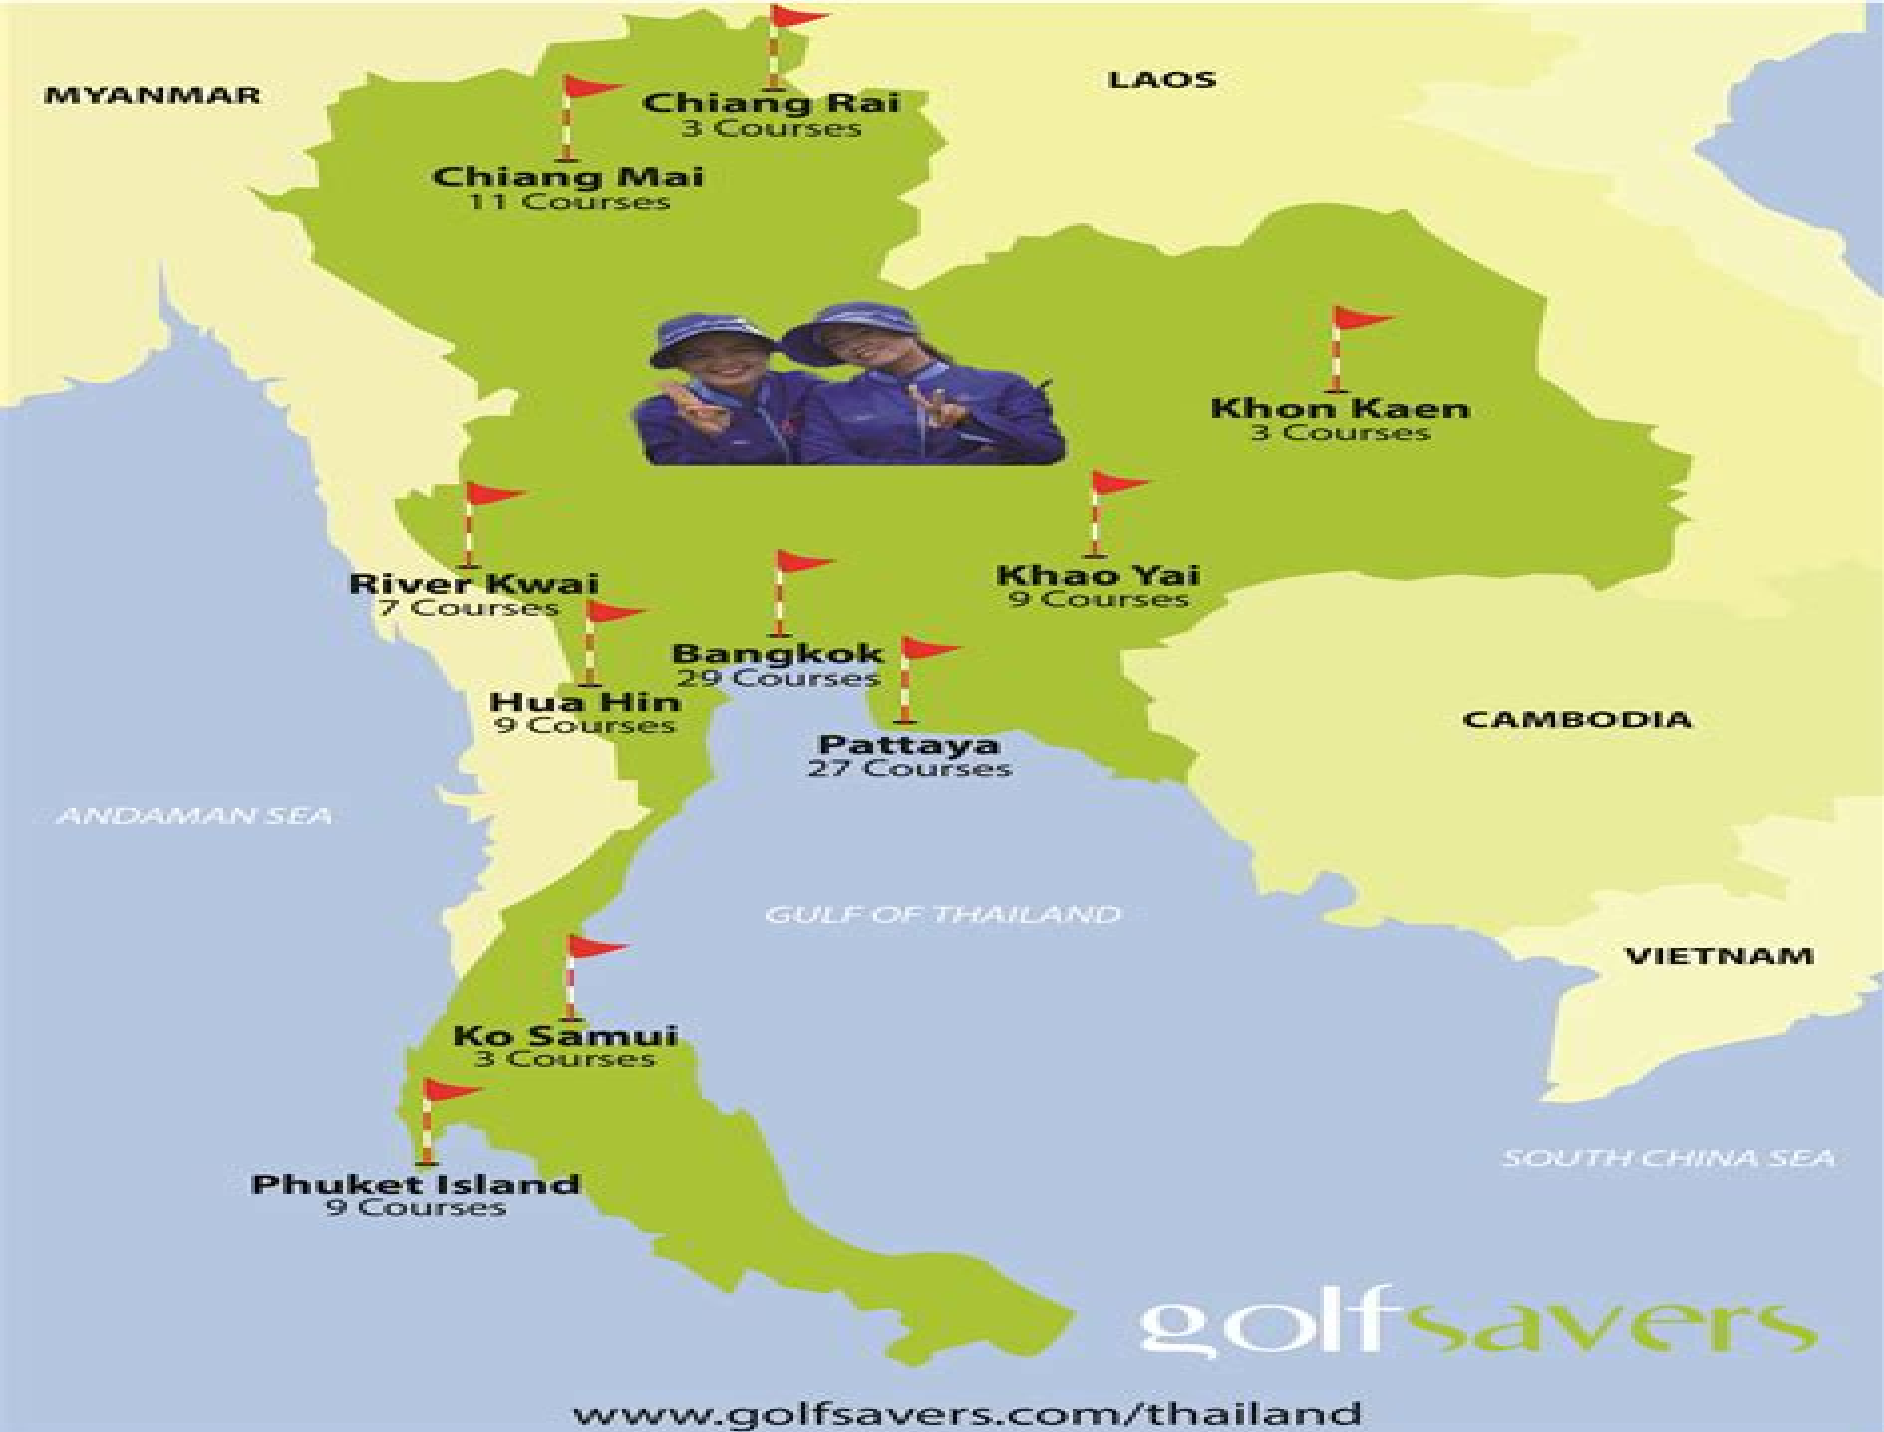 MYANMAR
LAOS
Chiang Rai
3 Courses
Chiang Mai
11 Courses
Khon Kaen
3 Courses
River Kwai
7 Courses
Khao Yai
9 Courses
Bangkok
29 Courses
Hua Hin
9 Courses
Pattaya
27 Courses
CAMBODIA
ANDAMAN SEA
GULF OF THAILAND
VIETNAM
Ko Samui
3 Courses
SOUTH CHINA SEA
Phuket Island
9 Courses
golfsavers
www.golfsavers.com/thailand